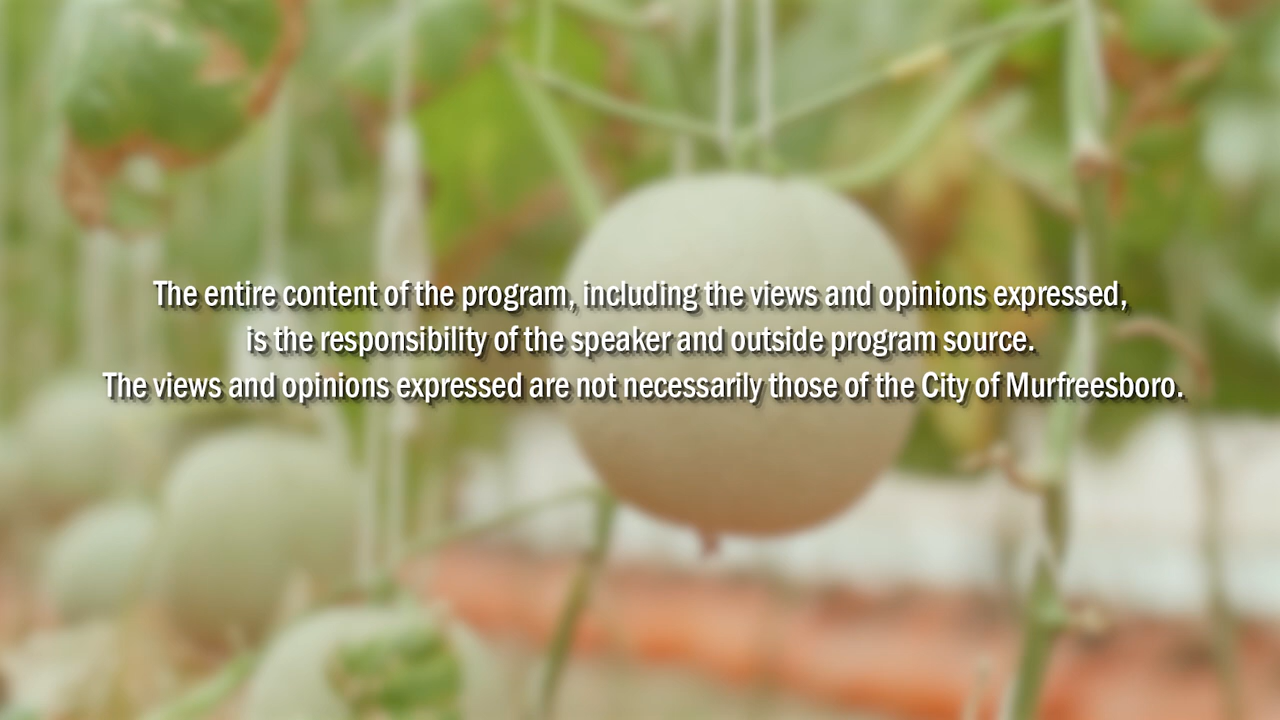 The entire content of the program, including the views and opinions expressed,
is the responsibility of the speaker and outside program source.
The views and opinions expressed are not necessarily those of the City of Murfreesboro.